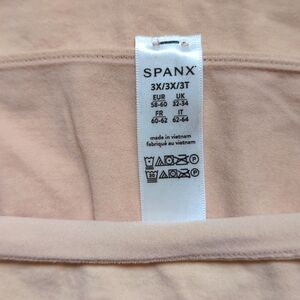 SPANX
3X/3X/3T
EUR UK
58-60 32-34
FR IT
60-62 62-64
made in vietnam
fabriqué au vietnam